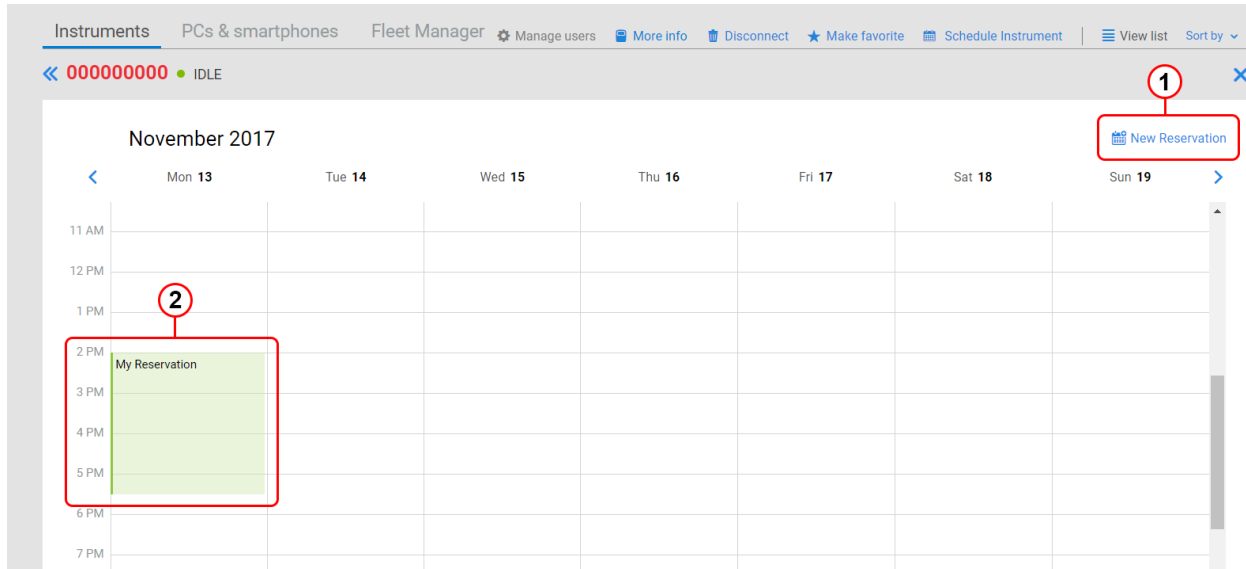 Instruments PCs & smartphones Fleet Manager Manage users More info Disconnect Make favorite Schedule Instrument View list Sort by
000000000 IDLE
1
November 2017 New Reservation
Mon 13 Tue 14 Wed 15 Thu 16 Fri 17 Sat 18 Sun 19
11 AM
12 PM
2
1 PM
2 PM
My Reservation
3 PM
4 PM
5 PM
6 PM
7 PM